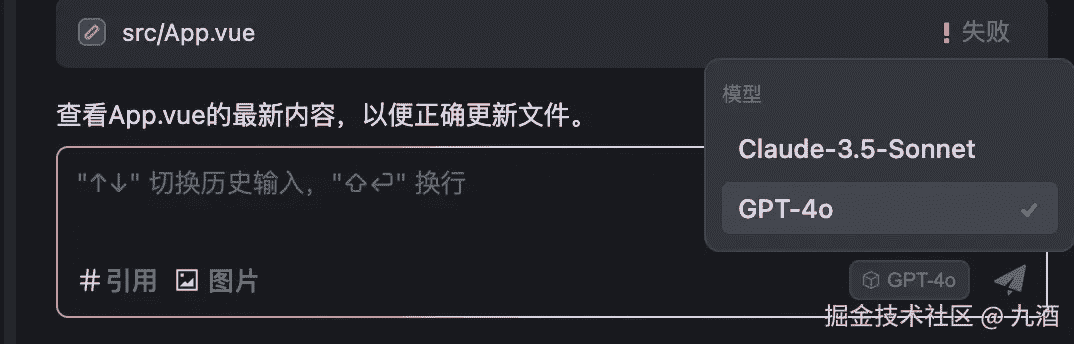 src/App.vue
! 失败
查看App.vue的最新内容，以便正确更新文件。
模型
Claude-3.5-Sonnet
GPT-4o
"↑↓" 切换历史输入，"⇧↩" 换行
# 引用 图片
GPT-4o
掘金技术社区 @ 九酒